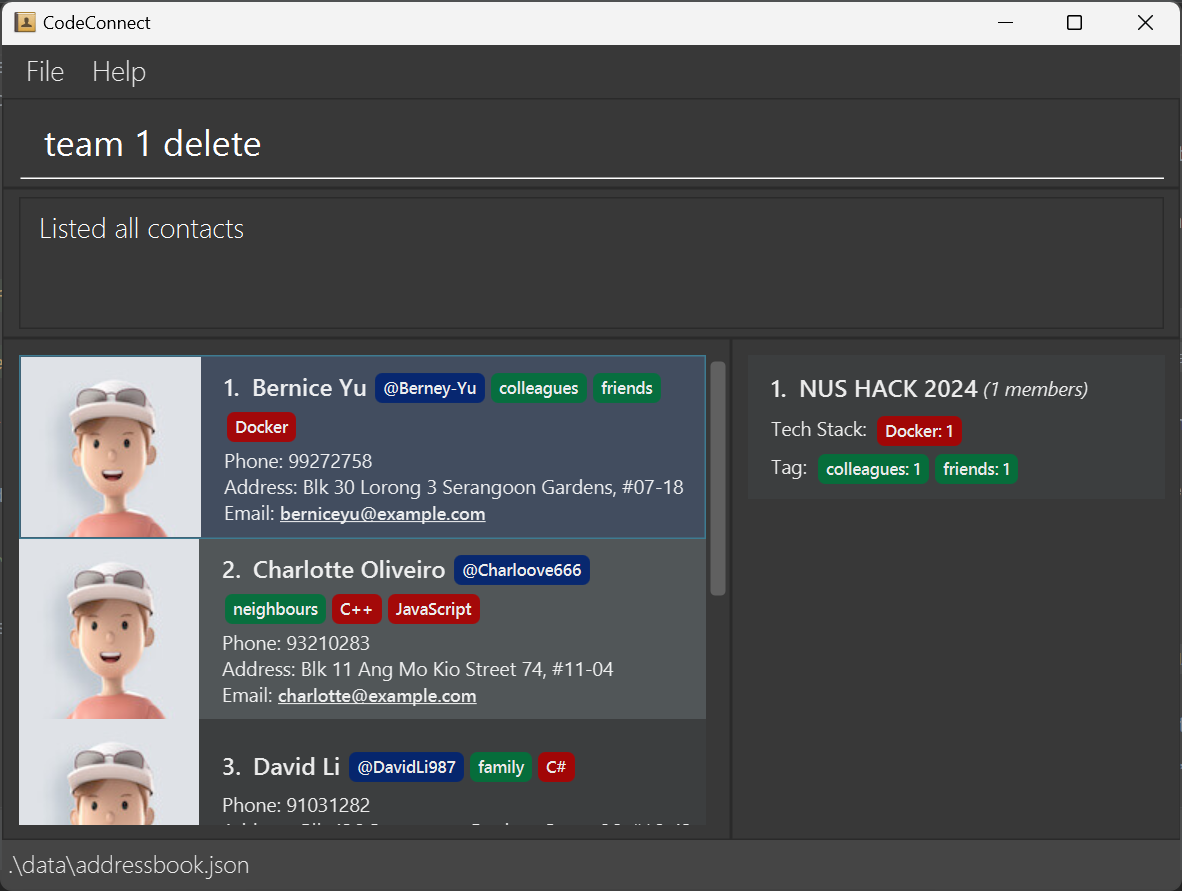 CodeConnect
File Help
team 1 delete
Listed all contacts
1. Bernice Yu @Berney-Yu colleagues friends
Docker
Phone: 99272758
Address: Blk 30 Lorong 3 Serangoon Gardens, #07-18
Email: berniceyu@example.com
2. Charlotte Oliveiro @Charloove666
neighbours C++ JavaScript
Phone: 93210283
Address: Blk 11 Ang Mo Kio Street 74, #11-04
Email: charlotte@example.com
3. David Li @DavidLi987 family C#
Phone: 91031282
1. NUS HACK 2024 (1 members)
Tech Stack: Docker: 1
Tag: colleagues: 1 friends: 1
.\data\addressbook.json